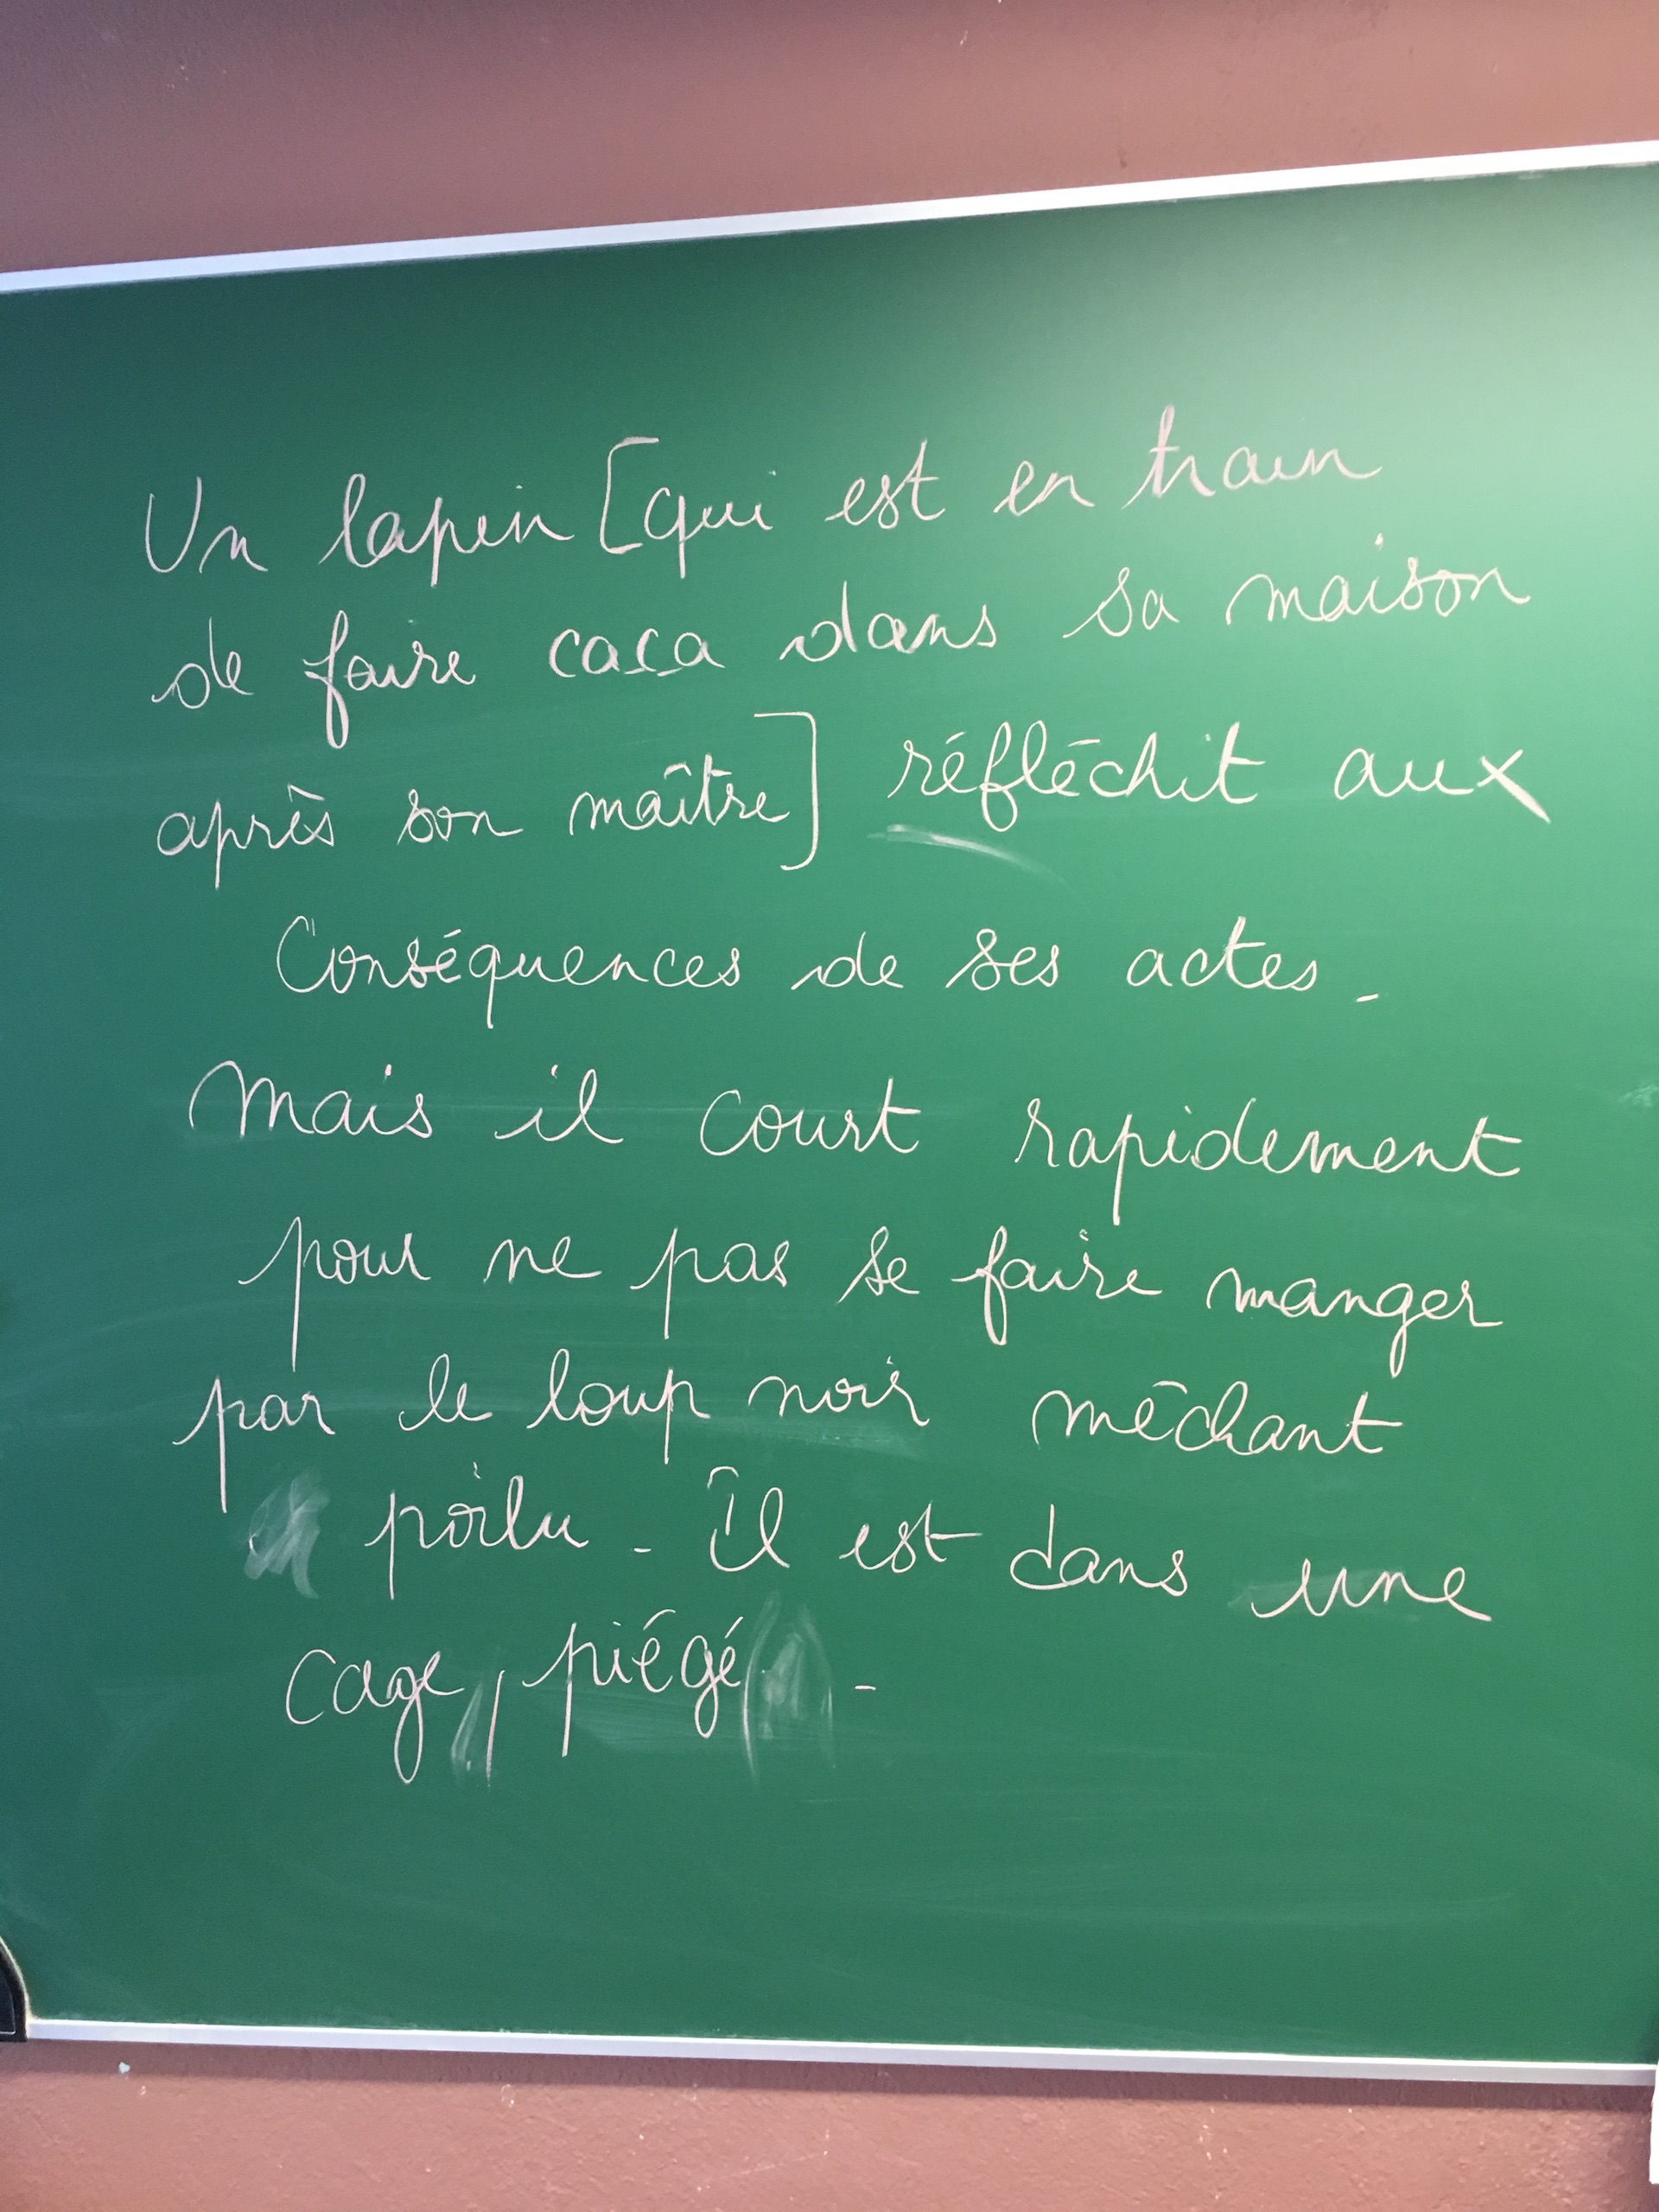 Un lapin [qui est en train
de faire caca dans sa maison
après son maître] réfléchit aux
Conséquences de ses actes.
Mais il court rapidement
pour ne pas se faire manger
par le loup noir méchant
poilu. Il est dans une
cage, piégé.